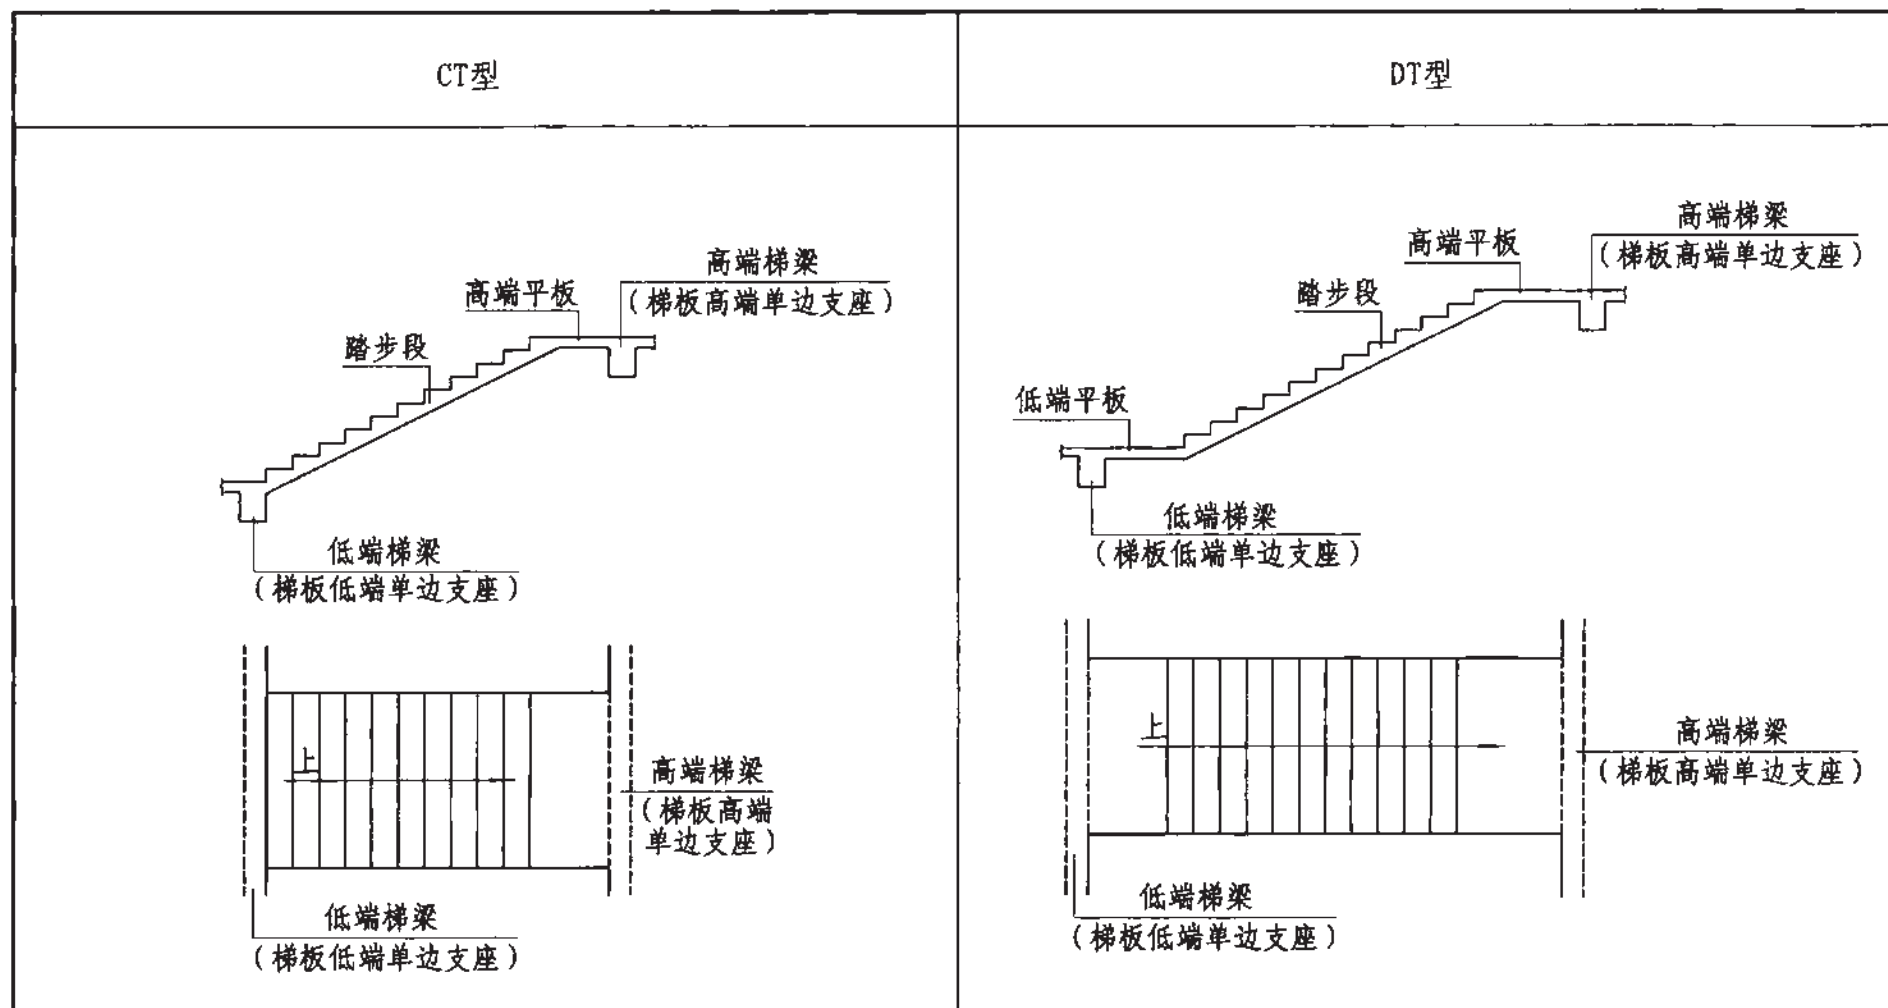 CT型
DT型
高端梯梁
(梯板高端单边支座)
高端平板
踏步段
低端梯梁
(梯板低端单边支座)
上
高端梯梁
(梯板高端
单边支座)
低端梯梁
(梯板低端单边支座)
高端梯梁
(梯板高端单边支座)
高端平板
踏步段
低端平板
低端梯梁
(梯板低端单边支座)
上
高端梯梁
(梯板高端单边支座)
低端梯梁
(梯板低端单边支座)